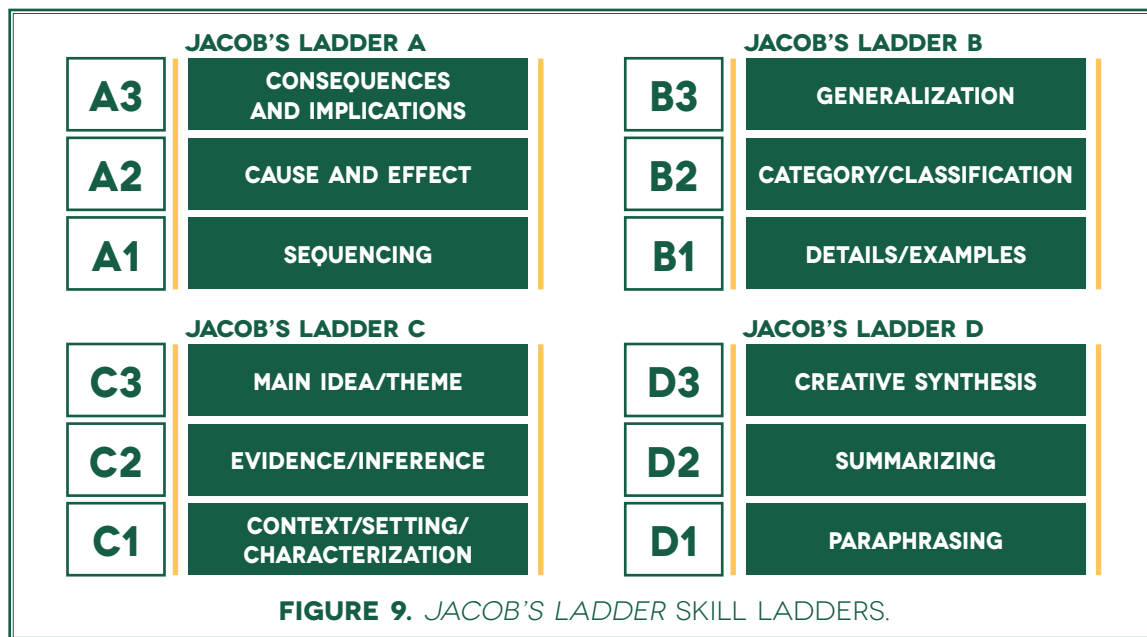 JACOB'S LADDER A
A3
CONSEQUENCES
AND IMPLICATIONS
A2
CAUSE AND EFFECT
A1
SEQUENCING
JACOB'S LADDER B
B3
GENERALIZATION
B2
CATEGORY/CLASSIFICATION
B1
DETAILS/EXAMPLES
JACOB'S LADDER C
C3
MAIN IDEA/THEME
C2
EVIDENCE/INFERENCE
C1
CONTEXT/SETTING/
CHARACTERIZATION
JACOB'S LADDER D
D3
CREATIVE SYNTHESIS
D2
SUMMARIZING
D1
PARAPHRASING
FIGURE 9. JACOB'S LADDER SKILL LADDERS.